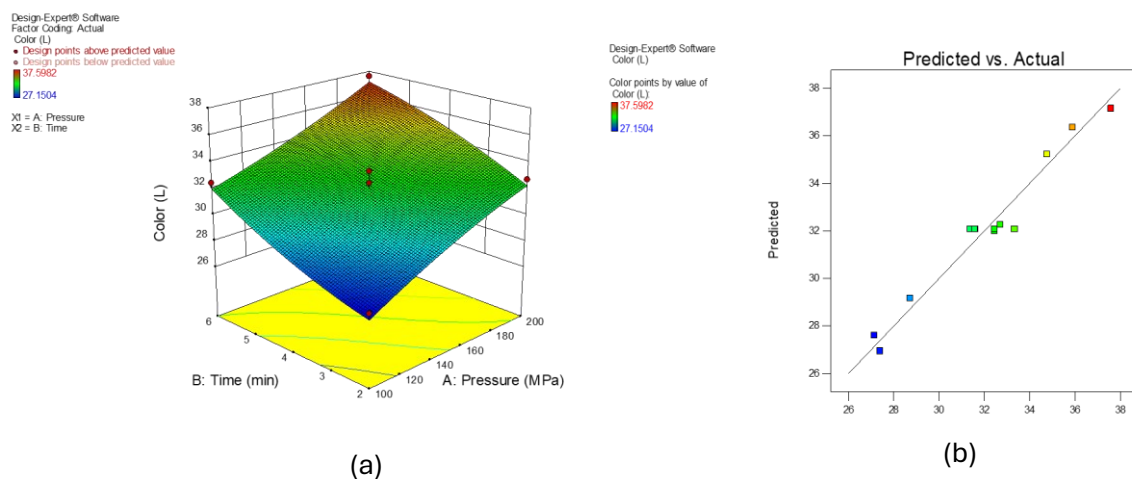 Design-Expert® Software
Factor Coding: Actual
Color (L)
Design points above predicted value
Design points below predicted value
37.5982
27.1504
X1 = A: Pressure
X2 = B: Time
38
36
34
32
30
28
26
Color (L)
6
5
4
3
2
B: Time (min)
200
180
160
140
120
100
A: Pressure (MPa)
(a)
Design-Expert® Software
Color (L)
Color points by value of
Color (L):
37.5982
27.1504
Predicted vs. Actual
38
36
34
32
30
28
26
Predicted
26
28
30
32
34
36
38
(b)